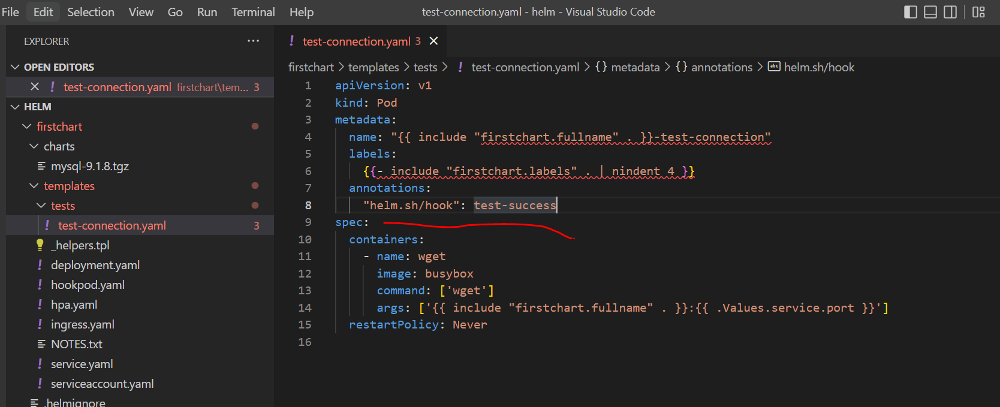 File Edit Selection View Go Run Terminal Help test-connection.yaml - helm - Visual Studio Code
EXPLORER ...
OPEN EDITORS
test-connection.yaml firstchart\tem... 3
HELM
firstchart
charts
mysql-9.1.8.tgz
templates
tests
! test-connection.yaml 3
_helpers.tpl
! deployment.yaml
! hookpod.yaml
! hpa.yaml
! ingress.yaml
NOTES.txt
! service.yaml
! serviceaccount.yaml
.helmignore
! test-connection.yaml 3
firstchart > templates > tests > ! test-connection.yaml > {} metadata > {} annotations > abc helm.sh/hook
1 apiVersion: v1
2 kind: Pod
3 metadata:
4 name: "{{ include "firstchart.fullname" . }}-test-connection"
5 labels:
6 {{- include "firstchart.labels" . | nindent 4 }}
7 annotations:
8 "helm.sh/hook": test-success
9 spec:
10 containers:
11 - name: wget
12 image: busybox
13 command: ['wget']
14 args: ['{{ include "firstchart.fullname" . }}:{{ .Values.service.port }}']
15 restartPolicy: Never
16